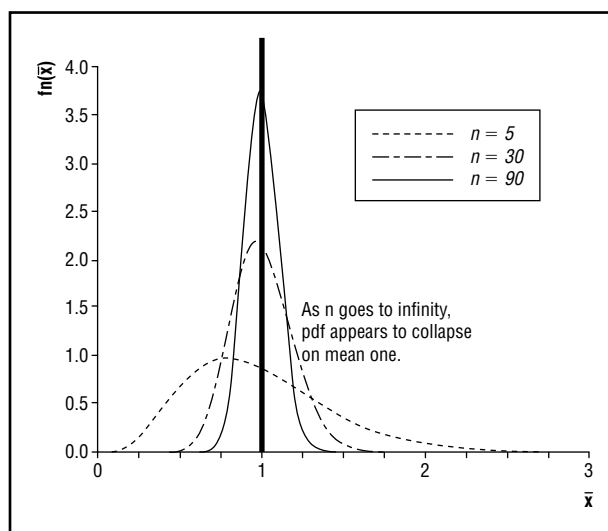 fn(x̄)
4.0
3.5
3.0
2.5
2.0
1.5
1.0
0.5
0.0
n = 5
n = 30
n = 90
As n goes to infinity,
pdf appears to collapse
on mean one.
0 1 2 3
x̄